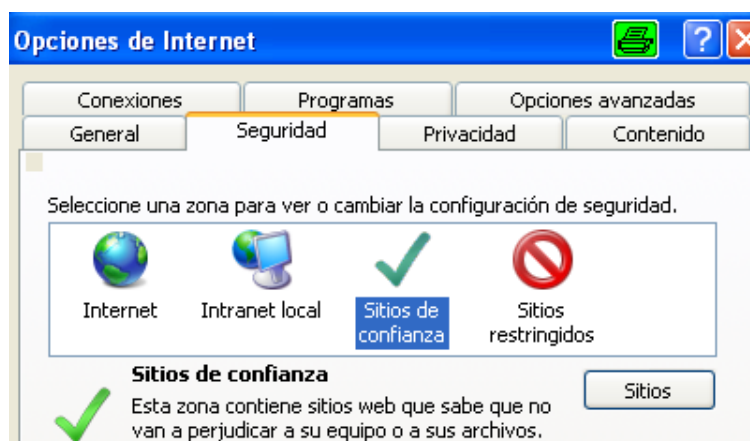 Opciones de Internet
Conexiones Programas Opciones avanzadas
General Seguridad Privacidad Contenido
Seleccione una zona para ver o cambiar la configuración de seguridad.
Internet Intranet local Sitios de confianza Sitios restringidos
Sitios de confianza
Sitios
Esta zona contiene sitios web que sabe que no
van a perjudicar a su equipo o a sus archivos.